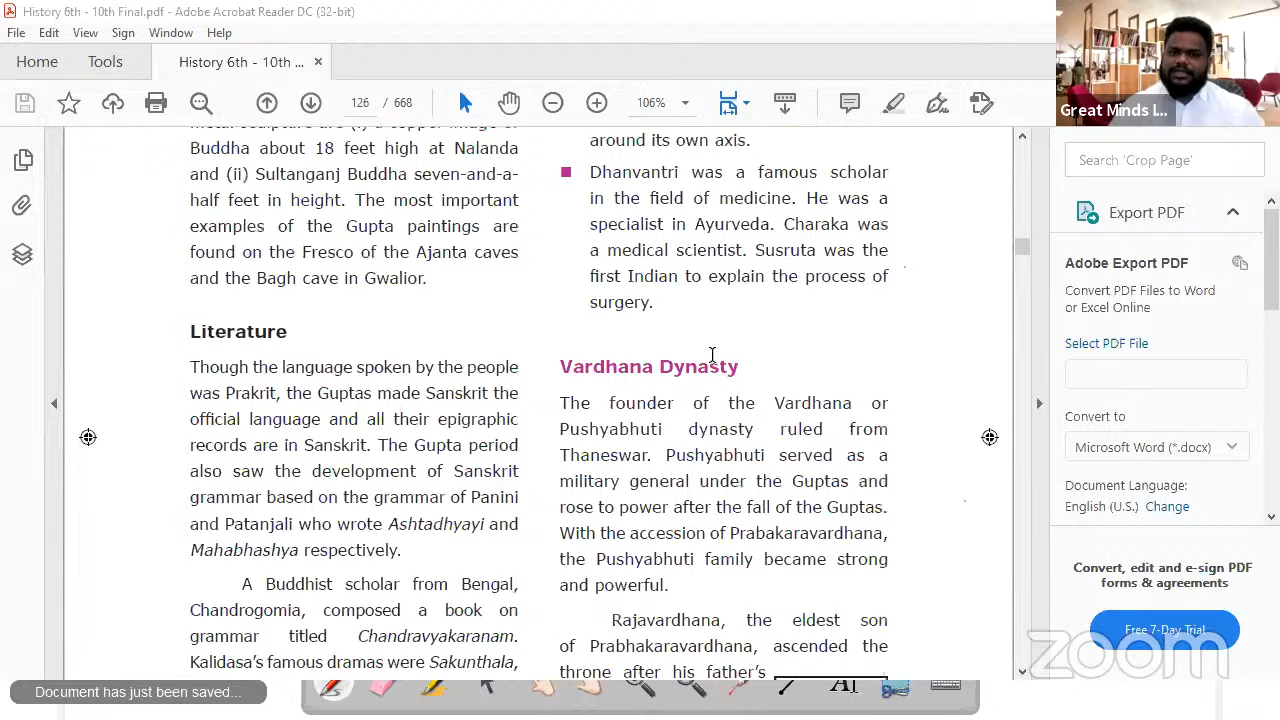 History 6th - 10th Final.pdf - Adobe Acrobat Reader DC (32-bit)
File Edit View Sign Window Help
Home Tools History 6th - 10th ... ×
126 / 668 106%
Great Minds I...
Buddha about 18 feet high at Nalanda
and (ii) Sultanganj Buddha seven-and-a-
half feet in height. The most important
examples of the Gupta paintings are
found on the Fresco of the Ajanta caves
and the Bagh cave in Gwalior.
Literature
Though the language spoken by the people
was Prakrit, the Guptas made Sanskrit the
official language and all their epigraphic
records are in Sanskrit. The Gupta period
also saw the development of Sanskrit
grammar based on the grammar of Panini
and Patanjali who wrote Ashtadhyayi and
Mahabhashya respectively.
A Buddhist scholar from Bengal,
Chandrogomia, composed a book on
grammar titled Chandravyakaranam.
Kalidasa's famous dramas were Sakunthala,
around its own axis.
■ Dhanvantri was a famous scholar
in the field of medicine. He was a
specialist in Ayurveda. Charaka was
a medical scientist. Susruta was the
first Indian to explain the process of
surgery.
Vardhana Dynasty
The founder of the Vardhana or
Pushyabhuti dynasty ruled from
Thaneswar. Pushyabhuti served as a
military general under the Guptas and
rose to power after the fall of the Guptas.
With the accession of Prabakaravardhana,
the Pushyabhuti family became strong
and powerful.
Rajavardhana, the eldest son
of Prabhakaravardhana, ascended the
throne after his father's
Search 'Crop Page'
Export PDF
Adobe Export PDF
Convert PDF Files to Word
or Excel Online
Select PDF File
Convert to
Microsoft Word (*.docx)
Document Language:
English (U.S.) Change
Convert, edit and e-sign PDF
forms & agreements
Free 7-Day Trial
zoom
Document has just been saved...
A